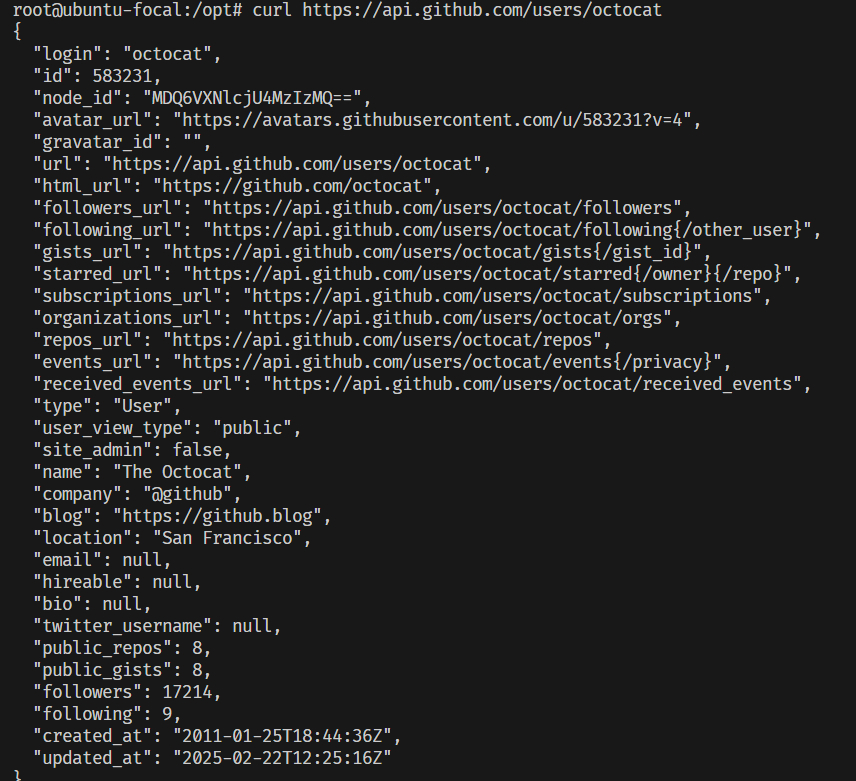 root@ubuntu-focal:/opt# curl https://api.github.com/users/octocat
{
  "login": "octocat",
  "id": 583231,
  "node_id": "MDQ6VXNlcjU4MzIzMQ==",
  "avatar_url": "https://avatars.githubusercontent.com/u/583231?v=4",
  "gravatar_id": "",
  "url": "https://api.github.com/users/octocat",
  "html_url": "https://github.com/octocat",
  "followers_url": "https://api.github.com/users/octocat/followers",
  "following_url": "https://api.github.com/users/octocat/following{/other_user}",
  "gists_url": "https://api.github.com/users/octocat/gists{/gist_id}",
  "starred_url": "https://api.github.com/users/octocat/starred{/owner}{/repo}",
  "subscriptions_url": "https://api.github.com/users/octocat/subscriptions",
  "organizations_url": "https://api.github.com/users/octocat/orgs",
  "repos_url": "https://api.github.com/users/octocat/repos",
  "events_url": "https://api.github.com/users/octocat/events{/privacy}",
  "received_events_url": "https://api.github.com/users/octocat/received_events",
  "type": "User",
  "user_view_type": "public",
  "site_admin": false,
  "name": "The Octocat",
  "company": "@github",
  "blog": "https://github.blog",
  "location": "San Francisco",
  "email": null,
  "hireable": null,
  "bio": null,
  "twitter_username": null,
  "public_repos": 8,
  "public_gists": 8,
  "followers": 17214,
  "following": 9,
  "created_at": "2011-01-25T18:44:36Z",
  "updated_at": "2025-02-22T12:25:16Z"
}